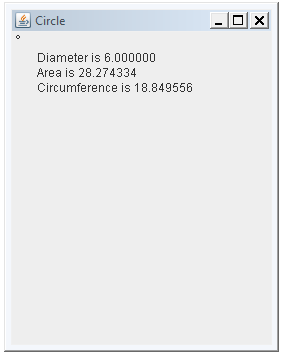 Circle
Diameter is 6.000000
Area is 28.274334
Circumference is 18.849556